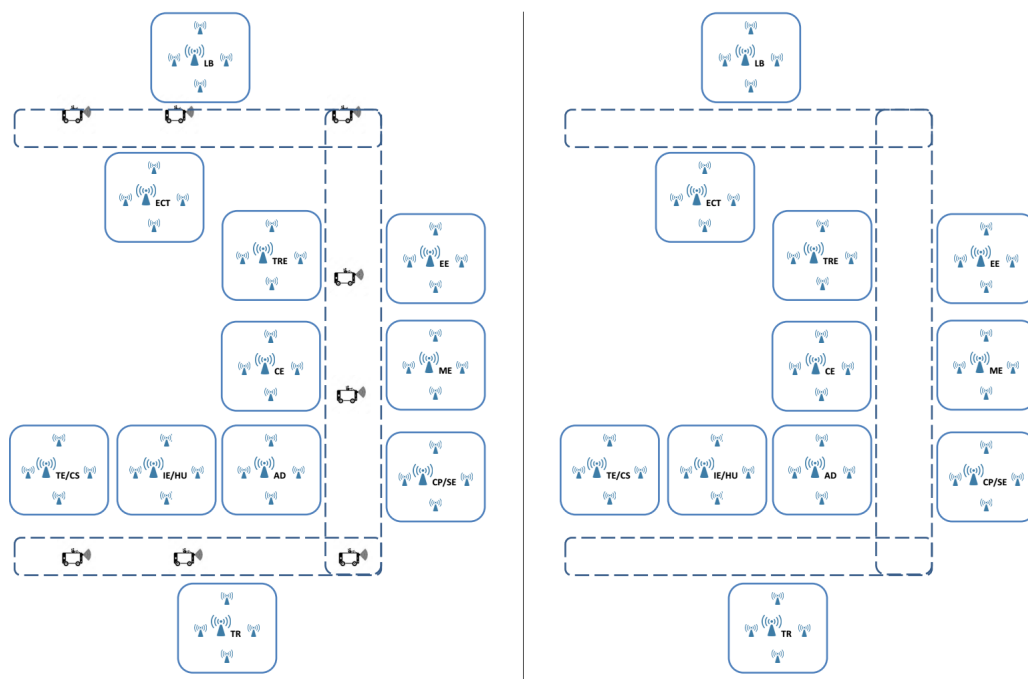 LB
ECT
TRE
EE
CE
ME
TE/CS
IE/HU
AD
CP/SE
TR
LB
ECT
TRE
EE
CE
ME
TE/CS
IE/HU
AD
CP/SE
TR